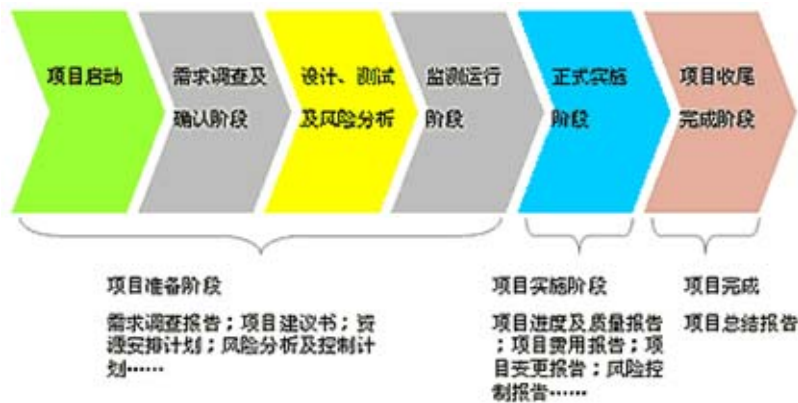 项目启动
需求调查及
确认阶段
设计、测试
及风险分析
监测运行
阶段
正式实施
阶段
项目收尾
完成阶段
项目准备阶段
需求调查报告；项目建议书；资
源安排计划；风险分析及控制计
划……
项目实施阶段
项目进度及质量报告
；项目费用报告；项
目变更报告；风险控
制报告……
项目完成
项目总结报告